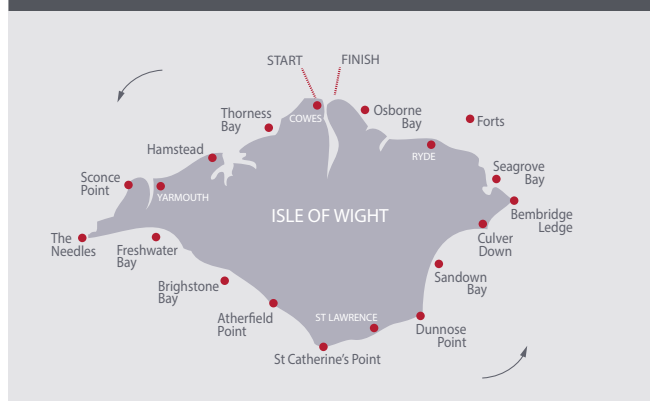 START
FINISH
Thorness
Bay
COWES
Osborne
Bay
Forts
Hamstead
RYDE
Seagrove
Bay
Sconce
Point
YARMOUTH
Bembridge
Ledge
ISLE OF WIGHT
The
Needles
Freshwater
Bay
Culver
Down
Brighstone
Bay
Sandown
Bay
Atherfield
Point
ST LAWRENCE
Dunnose
Point
St Catherine's Point